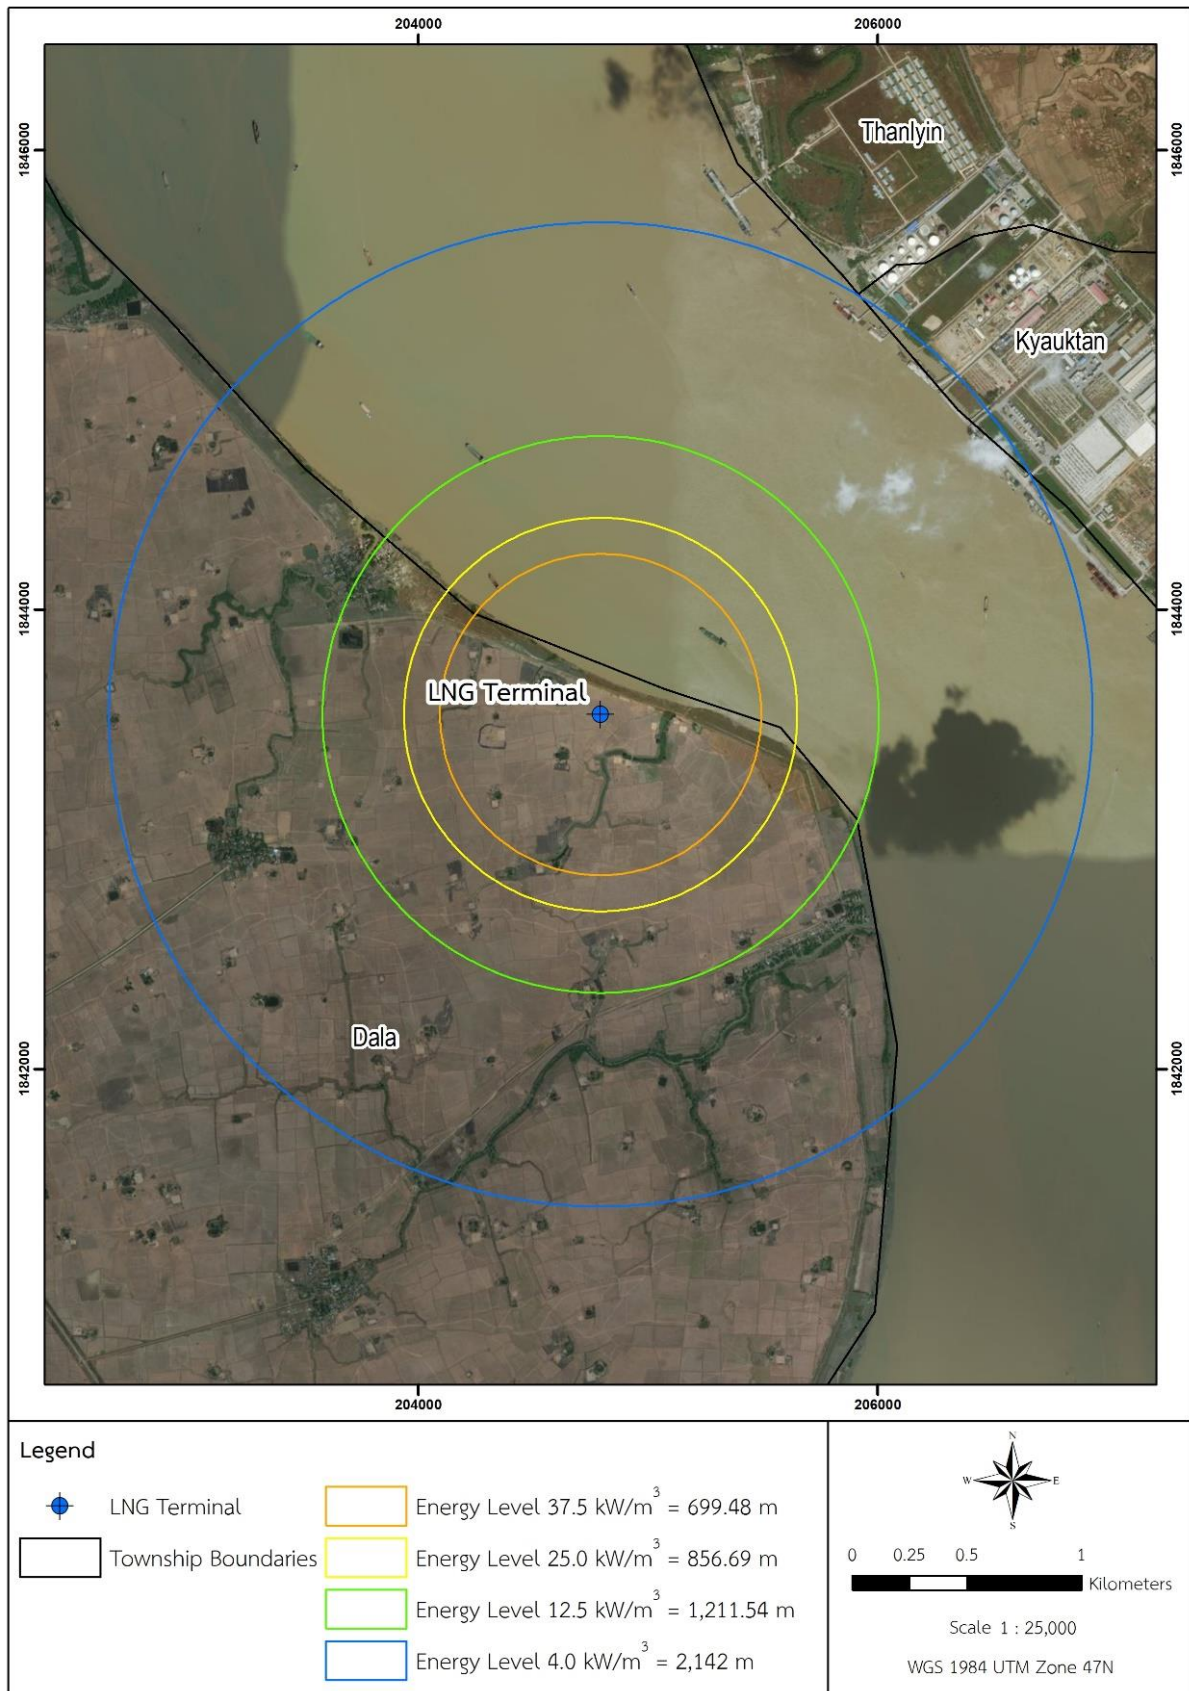 204000 206000
1846000 1846000
Thanlyin
Kyauktan
1844000 1844000
LNG Terminal
Dala
1842000 1842000
204000 206000
Legend
LNG Terminal
Township Boundaries
Energy Level 37.5 kW/m³ = 699.48 m
Energy Level 25.0 kW/m³ = 856.69 m
Energy Level 12.5 kW/m³ = 1,211.54 m
Energy Level 4.0 kW/m³ = 2,142 m
N
W E
S
0 0.25 0.5 1
Kilometers
Scale 1 : 25,000
WGS 1984 UTM Zone 47N